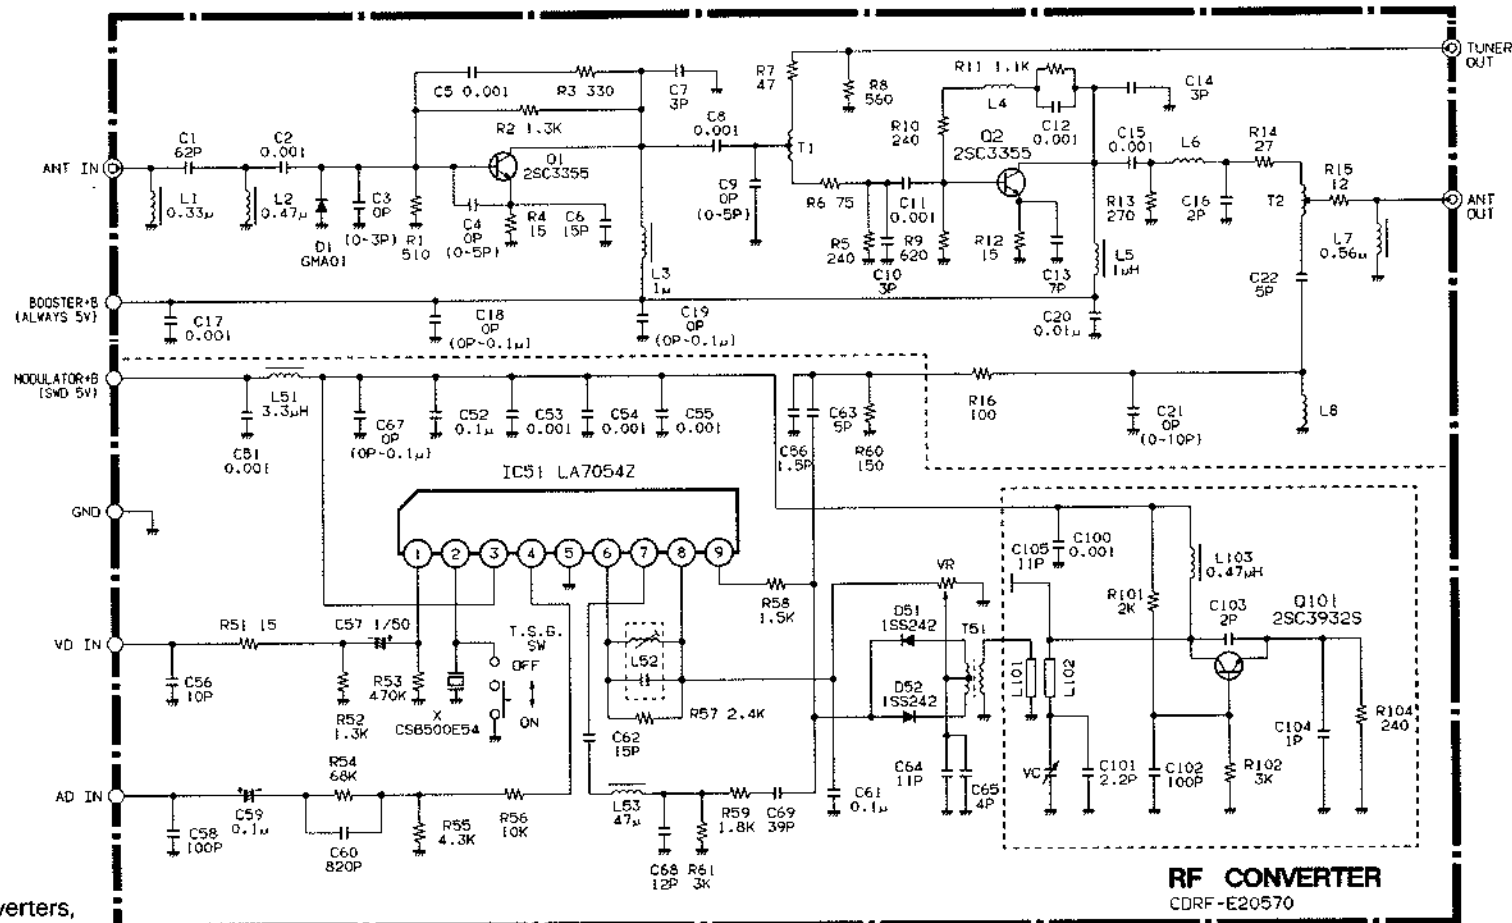 TUNER
OUT
R7
47
R8
560
R11 1.1K
L4
C12
0.001
C14
3P
C5 0.001
R3 330
C7
3P
R2 1.3K
C8
0.001
T1
R10
240
Q2
2SC3355
C15
0.001
L6
R14
27
ANT IN
C1
62P
C2
0.001
Q1
2SC3355
C9
0P
(0-5P)
R6 75
C11
0.001
R13
270
C16
2P
T2
R15
12
ANT
OUT
L1
0.33μ
L2
0.47μ
D1
GMA01
C3
0P
(0-3P)
R1
510
C4
0P
(0-5P)
R4
15
C6
15P
L3
1μ
R5
240
C10
3P
R9
620
R12
15
C13
7P
L5
1μH
L7
0.56μ
C22
5P
BOOSTER+B
(ALWAYS 5V)
C17
0.001
C18
0P
(0P~0.1μ)
C19
0P
(0P~0.1μ)
C20
0.01μ
MODULATOR+B
(SWD 5V)
L51
3.3μH
C51
0.001
C67
0P
(0P~0.1μ)
C52
0.1μ
C53
0.001
C54
0.001
C55
0.001
C56
1.5P
C63
5P
R60
150
R16
100
C21
0P
(0~10P)
L8
IC51 LA7054Z
GND
1 2 3 4 5 6 7 8 9
R58
1.5K
VR
C105
11P
C100
0.001
R101
2K
L103
0.47μH
C103
2P
Q101
2SC3932S
VD IN
R51 15
C57 1/50
T.S.G.
SW
OFF
ON
L52
D51
1SS242
D52
1SS242
T51
L101
L102
C56
10P
R52
1.3K
R53
470K
X
CSB500E54
R57 2.4K
C62
15P
C64
11P
C65
4P
VC
C101
2.2P
C102
100P
R102
3K
C104
1P
R104
240
AD IN
C58
100P
C59
0.1μ
R54
68K
C60
820P
R55
4.3K
R56
10K
L53
47μ
C68
12P
R61
3K
R59
1.8K
C69
39P
C61
0.1μ
RF CONVERTER
CDRF-E20570
verters,